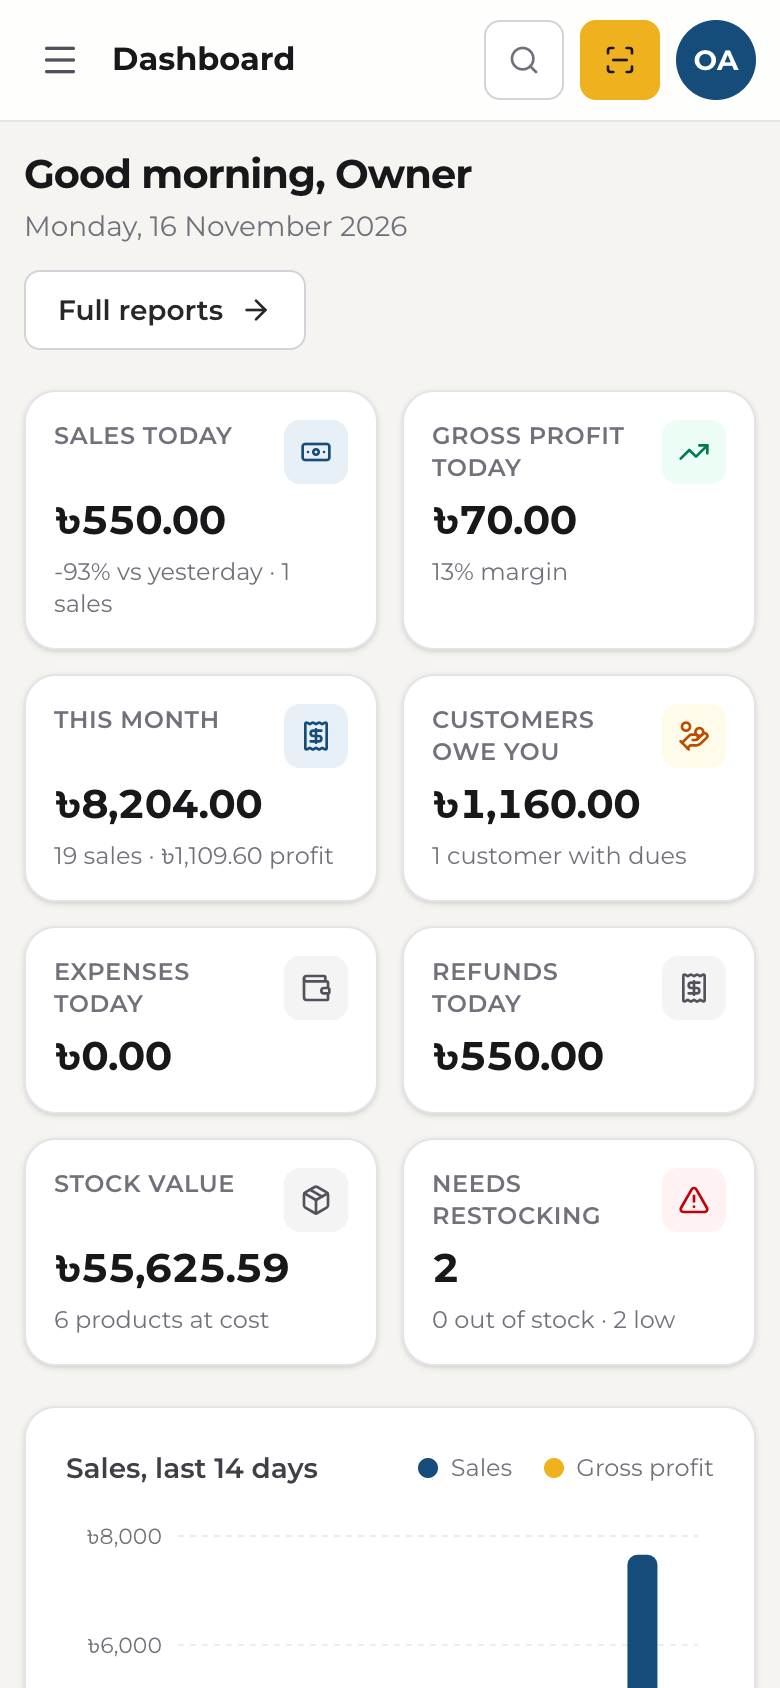 Dashboard
OA
Good morning, Owner
Monday, 16 November 2026
Full reports
SALES TODAY
৳550.00
-93% vs yesterday · 1
sales
GROSS PROFIT
TODAY
৳70.00
13% margin
THIS MONTH
৳8,204.00
19 sales · ৳1,109.60 profit
CUSTOMERS
OWE YOU
৳1,160.00
1 customer with dues
EXPENSES
TODAY
৳0.00
REFUNDS
TODAY
৳550.00
STOCK VALUE
৳55,625.59
6 products at cost
NEEDS
RESTOCKING
2
0 out of stock · 2 low
Sales, last 14 days
Sales
Gross profit
৳8,000
৳6,000